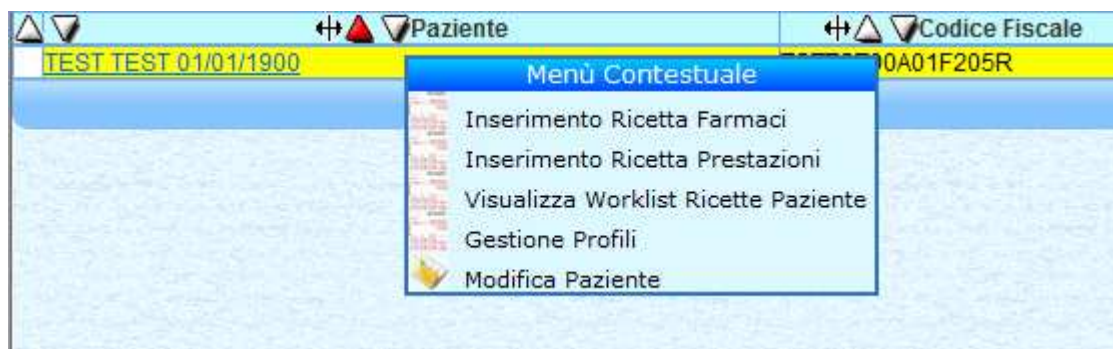 Paziente Codice Fiscale
TEST TEST 01/01/1900 00A01F205R
Menù Contestuale
Inserimento Ricetta Farmaci
Inserimento Ricetta Prestazioni
Visualizza Worklist Ricette Paziente
Gestione Profili
Modifica Paziente